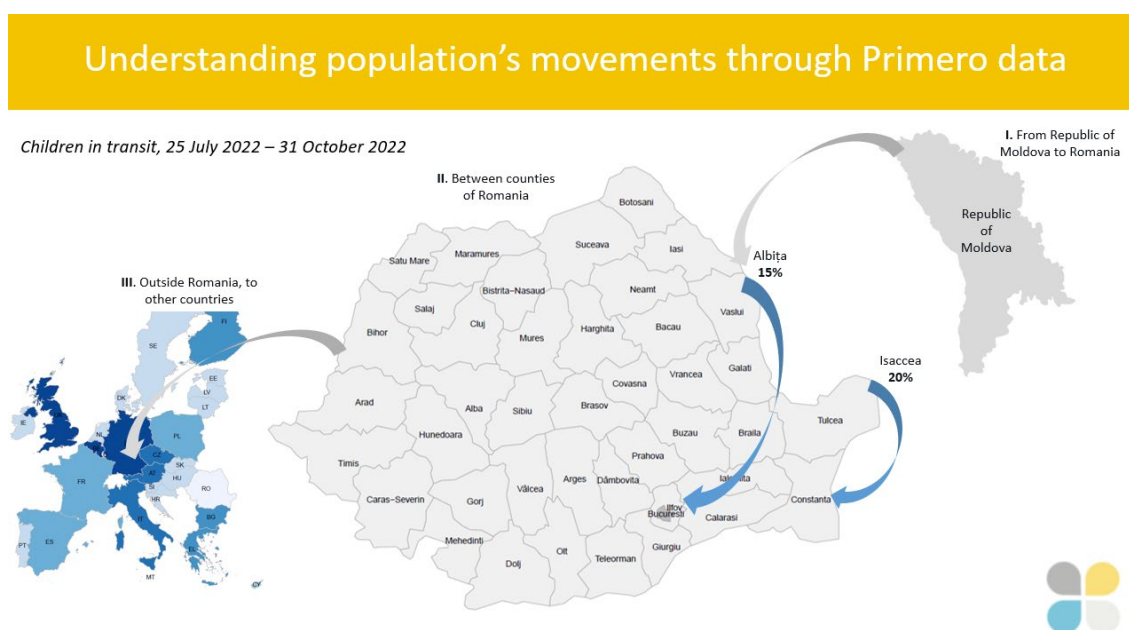 Understanding population's movements through Primero data
Children in transit, 25 July 2022 – 31 October 2022
I. From Republic of
Moldova to Romania
II. Between counties
of Romania
Republic
of
Moldova
Botosani
Suceava
Iasi
Satu Mare
Maramures
Albița
15%
III. Outside Romania, to
other countries
Bistrita-Nasaud
Neamt
Salaj
Cluj
Vaslui
Bihor
Mures
Harghita
Bacau
Isaccea
20%
Covasna
Vrancea
Galati
Arad
Alba
Sibiu
Brasov
Tulcea
Hunedoara
Buzau
Braila
Timis
Prahova
Caras-Severin
Gorj
Vâlcea
Arges
Dâmbovita
Constanta
Ilfov
Bucuresti
Calarasi
Mehedinti
Dolj
Olt
Teleorman
Giurgiu
FI
SE
EE
LV
DK
LT
IE
NL
PL
CZ
SK
FR
AT
HU
RO
SI
HR
IT
BG
PT
ES
EL
MT
CY